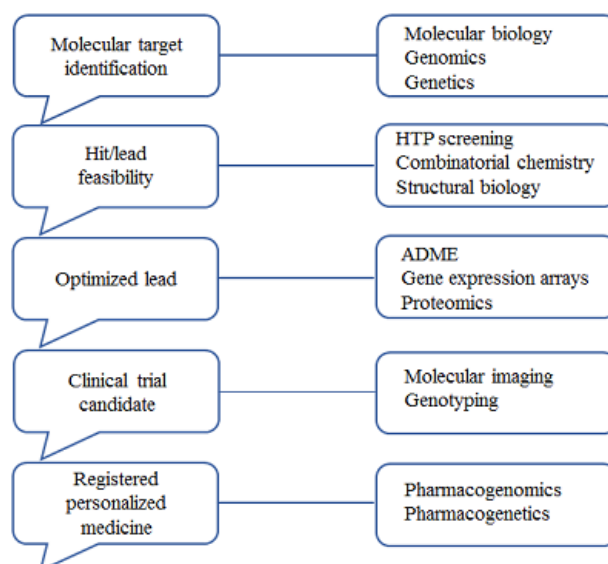 Molecular target
identification
Molecular biology
Genomics
Genetics
Hit/lead
feasibility
HTP screening
Combinatorial chemistry
Structural biology
Optimized lead
ADME
Gene expression arrays
Proteomics
Clinical trial
candidate
Molecular imaging
Genotyping
Registered
personalized
medicine
Pharmacogenomics
Pharmacogenetics